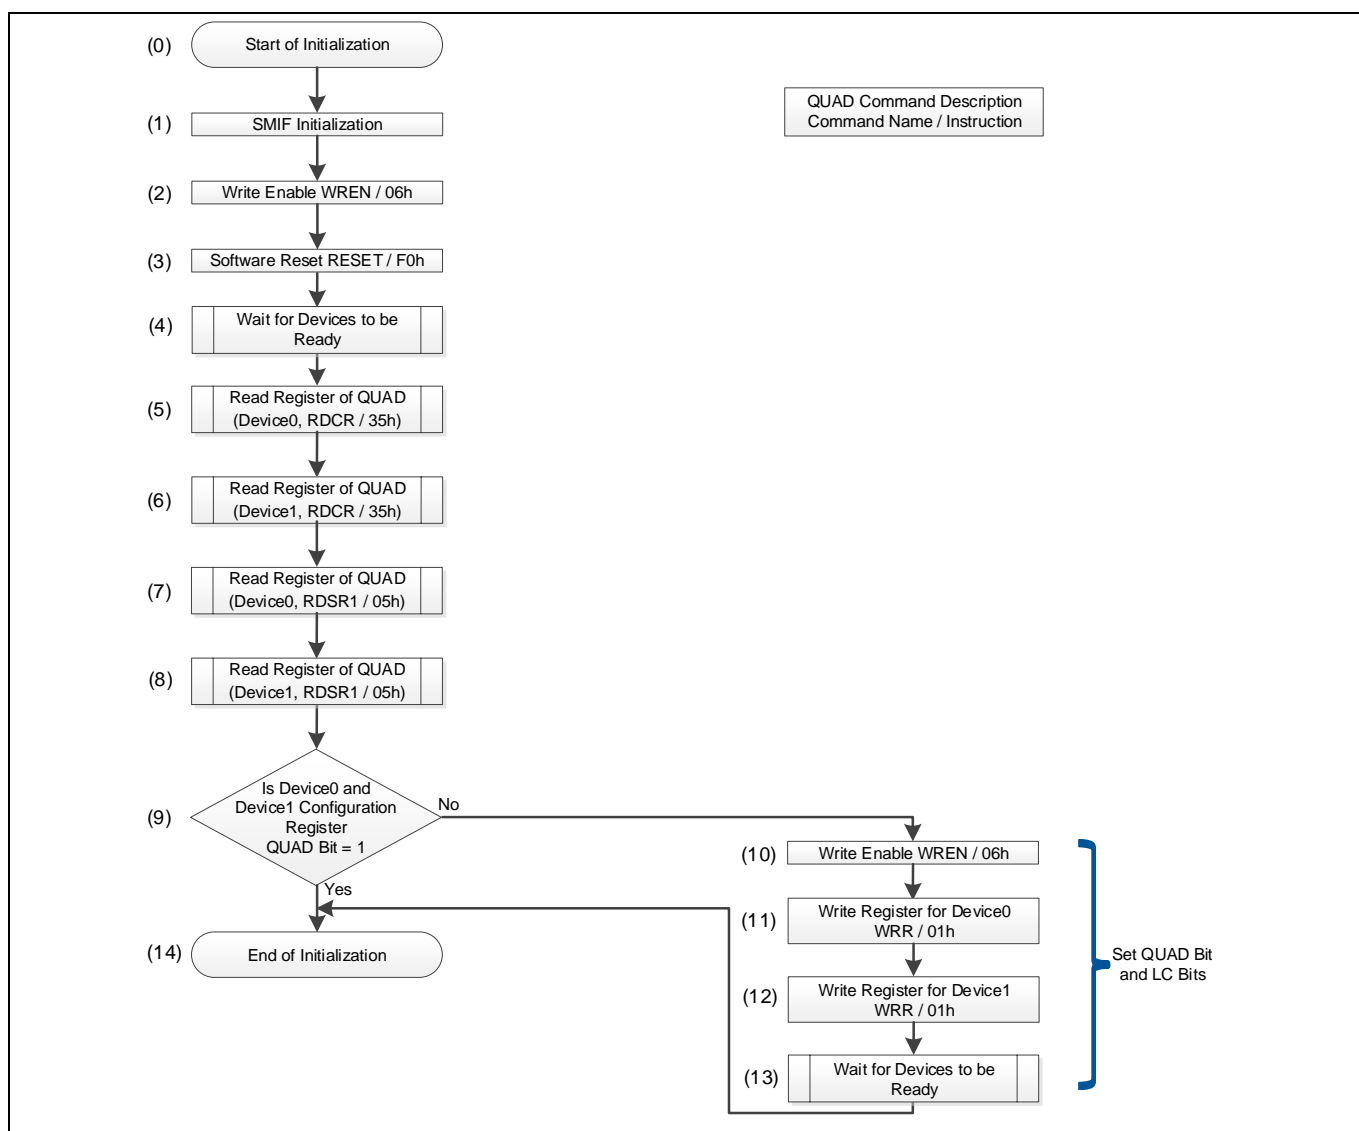 (0)
Start of Initialization
(1)
SMIF Initialization
QUAD Command Description
Command Name / Instruction
(2)
Write Enable WREN / 06h
(3)
Software Reset RESET / F0h
(4)
Wait for Devices to be
Ready
(5)
Read Register of QUAD
(Device0, RDCR / 35h)
(6)
Read Register of QUAD
(Device1, RDCR / 35h)
(7)
Read Register of QUAD
(Device0, RDSR1 / 05h)
(8)
Read Register of QUAD
(Device1, RDSR1 / 05h)
(9)
Is Device0 and
Device1 Configuration
Register
QUAD Bit = 1
No
Yes
(10)
Write Enable WREN / 06h
(11)
Write Register for Device0
WRR / 01h
(12)
Write Register for Device1
WRR / 01h
(13)
Wait for Devices to be
Ready
Set QUAD Bit
and LC Bits
(14)
End of Initialization